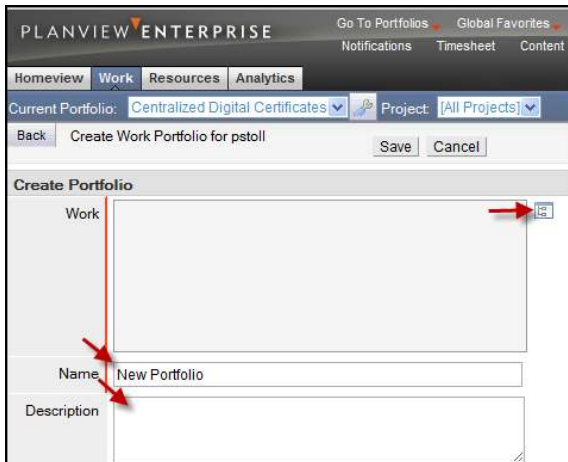 PLANVIEW ENTERPRISE
Go To Portfolios Global Favorites
Notifications Timesheet Content
Homeview Work Resources Analytics
Current Portfolio: Centralized Digital Certificates Project: [All Projects]
Back Create Work Portfolio for pstoll Save Cancel
Create Portfolio
Work
Name New Portfolio
Description